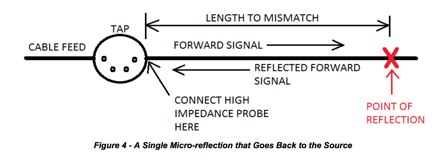 LENGTH TO MISMATCH
TAP
CABLE FEED
FORWARD SIGNAL
REFLECTED FORWARD
SIGNAL
CONNECT HIGH
IMPEDANCE PROBE
HERE
POINT OF
REFLECTION
Figure 4 - A Single Micro-reflection that Goes Back to the Source